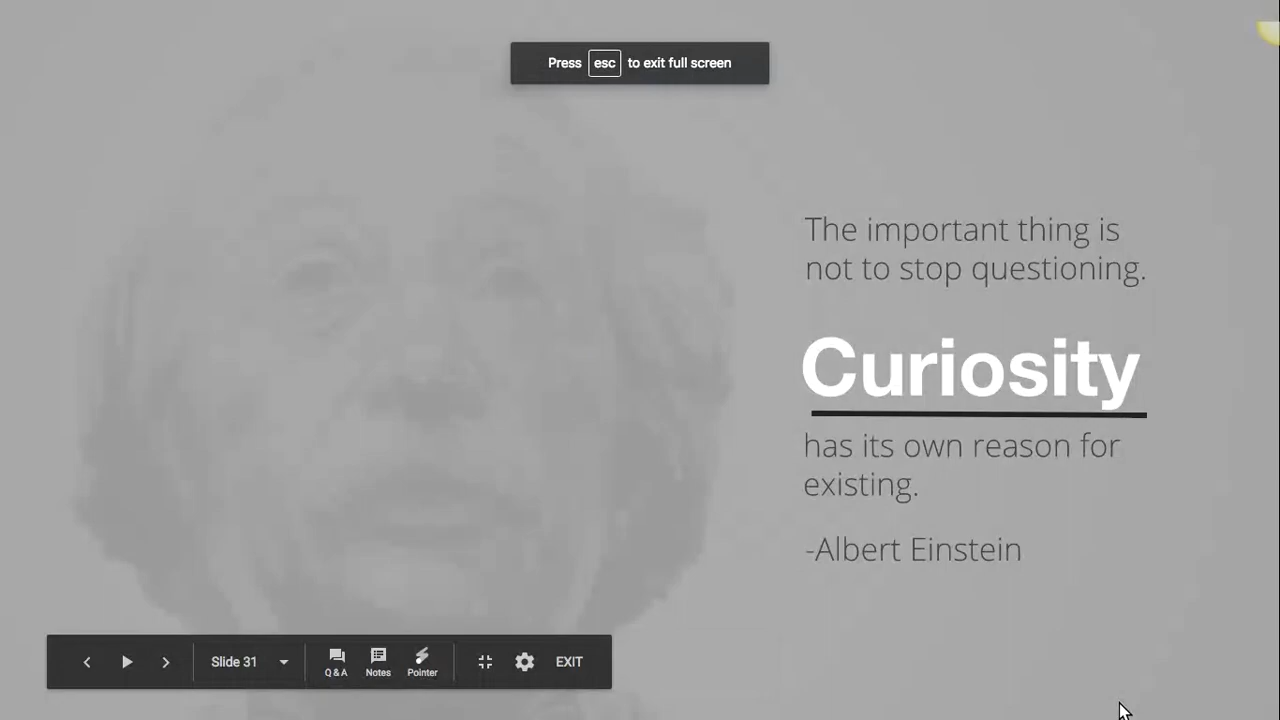 Press esc to exit full screen
The important thing is
not to stop questioning.
Curiosity
has its own reason for
existing.
-Albert Einstein
Slide 31
Q & A
Notes
Pointer
EXIT